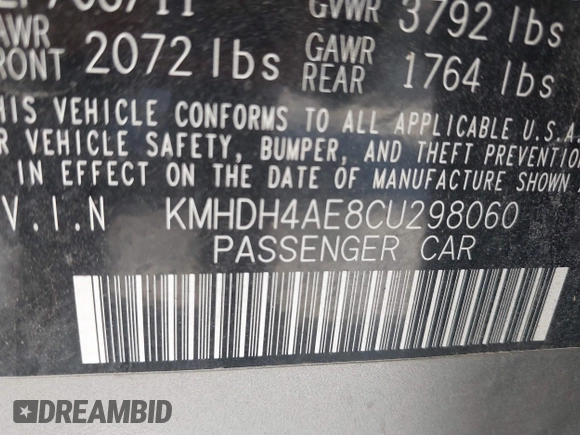 GVWR 3792 lbs
FRONT 2072 lbs GAWR REAR 1764 lbs
THIS VEHICLE CONFORMS TO ALL APPLICABLE U.S.A.
VEHICLE SAFETY, BUMPER, AND THEFT PREVENTION
IN EFFECT ON THE DATE OF MANUFACTURE SHOWN
V.I.N KMHDH4AE8CU298060
PASSENGER CAR
DREAMBID